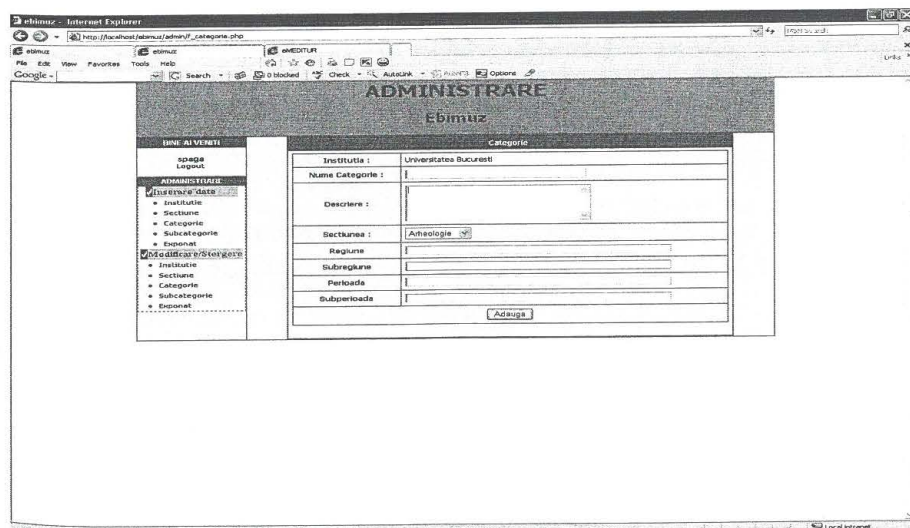 ebimuz - Internet Explorer
http://localhost/ebimuz/admin/f_categorie.php
ebimuz
ebimuz
eMEDITUR
File Edit View Favorites Tools Help
Links
Google
Search
0 blocked
Check
AutoLink
Options
ADMINISTRARE
Ebimuz
BINE AI VENIT!
spaga
Logout
ADMINISTRARE
Inserare date
Institutie
Sectiune
Categorie
Subcategorie
Exponat
Modificare/Stergere
Institutie
Sectiune
Categorie
Subcategorie
Exponat
Categorie
Institutia : Universitatea Bucuresti
Nume Categorie :
Descriere :
Sectiunea : Arheologie
Regiune
Subregiune
Perioada
Subperioada
Adauga
Local intranet